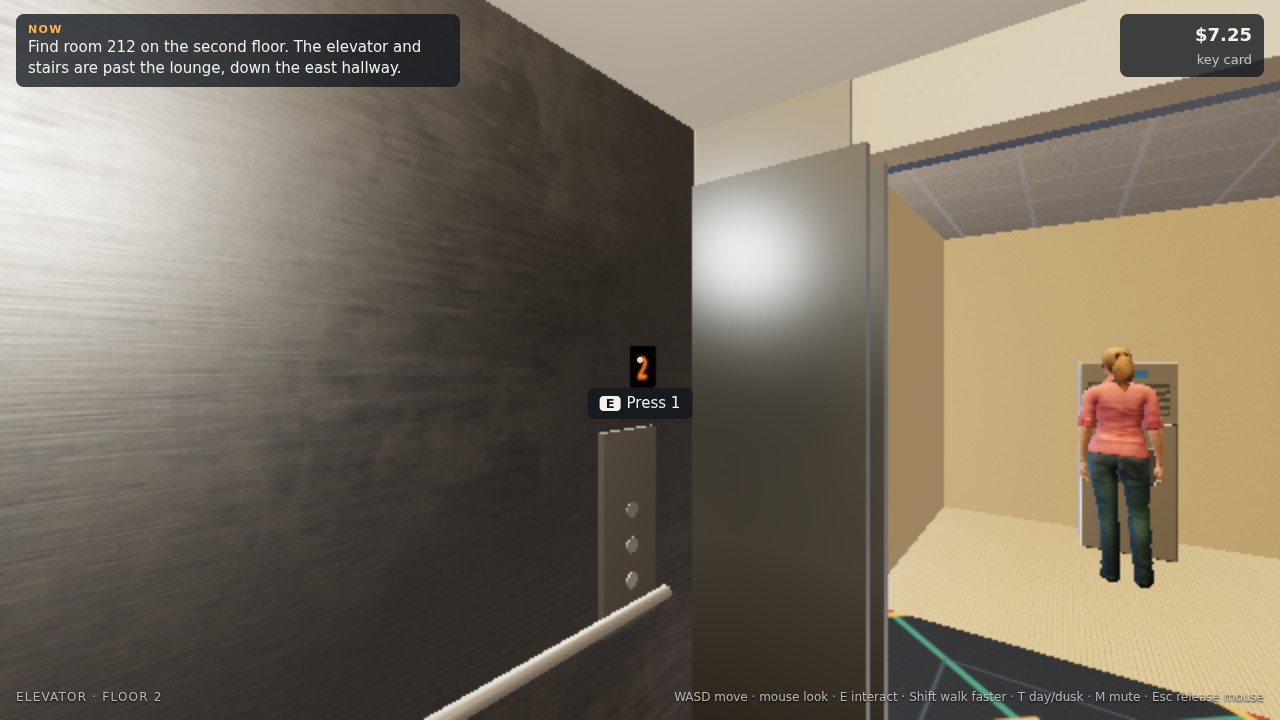 NOW
Find room 212 on the second floor. The elevator and
stairs are past the lounge, down the east hallway.
$7.25
key card
2
E Press 1
ELEVATOR · FLOOR 2
WASD move · mouse look · E interact · Shift walk faster · T day/dusk · M mute · Esc release mouse